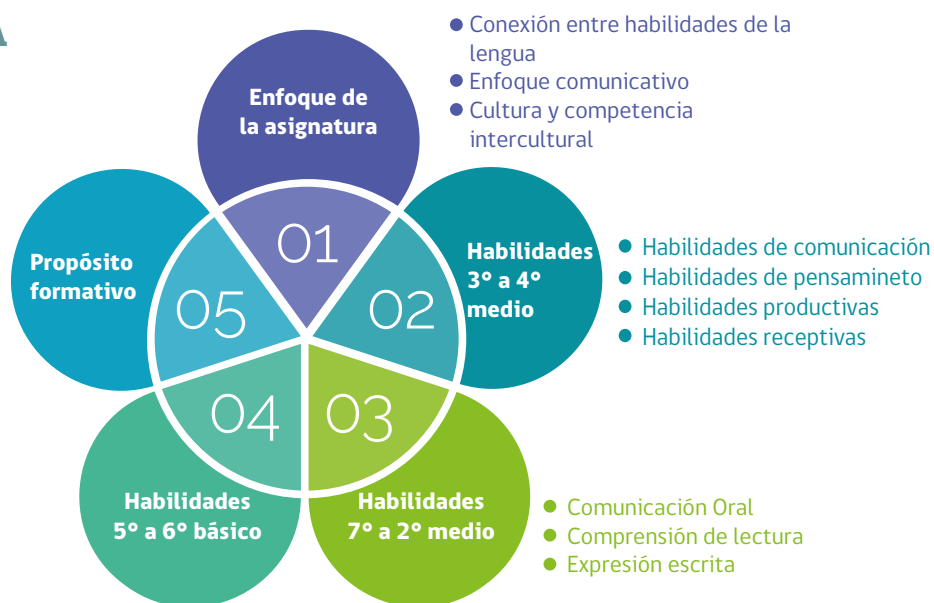 A
Conexión entre habilidades de la
lengua
Enfoque comunicativo
Cultura y competencia
intercultural
Enfoque de
la asignatura
01
Habilidades
3° a 4°
medio
02
Habilidades de comunicación
Habilidades de pensamineto
Habilidades productivas
Habilidades receptivas
Habilidades
7° a 2° medio
03
Comunicación Oral
Comprensión de lectura
Expresión escrita
Habilidades
5° a 6° básico
04
Propósito
formativo
05